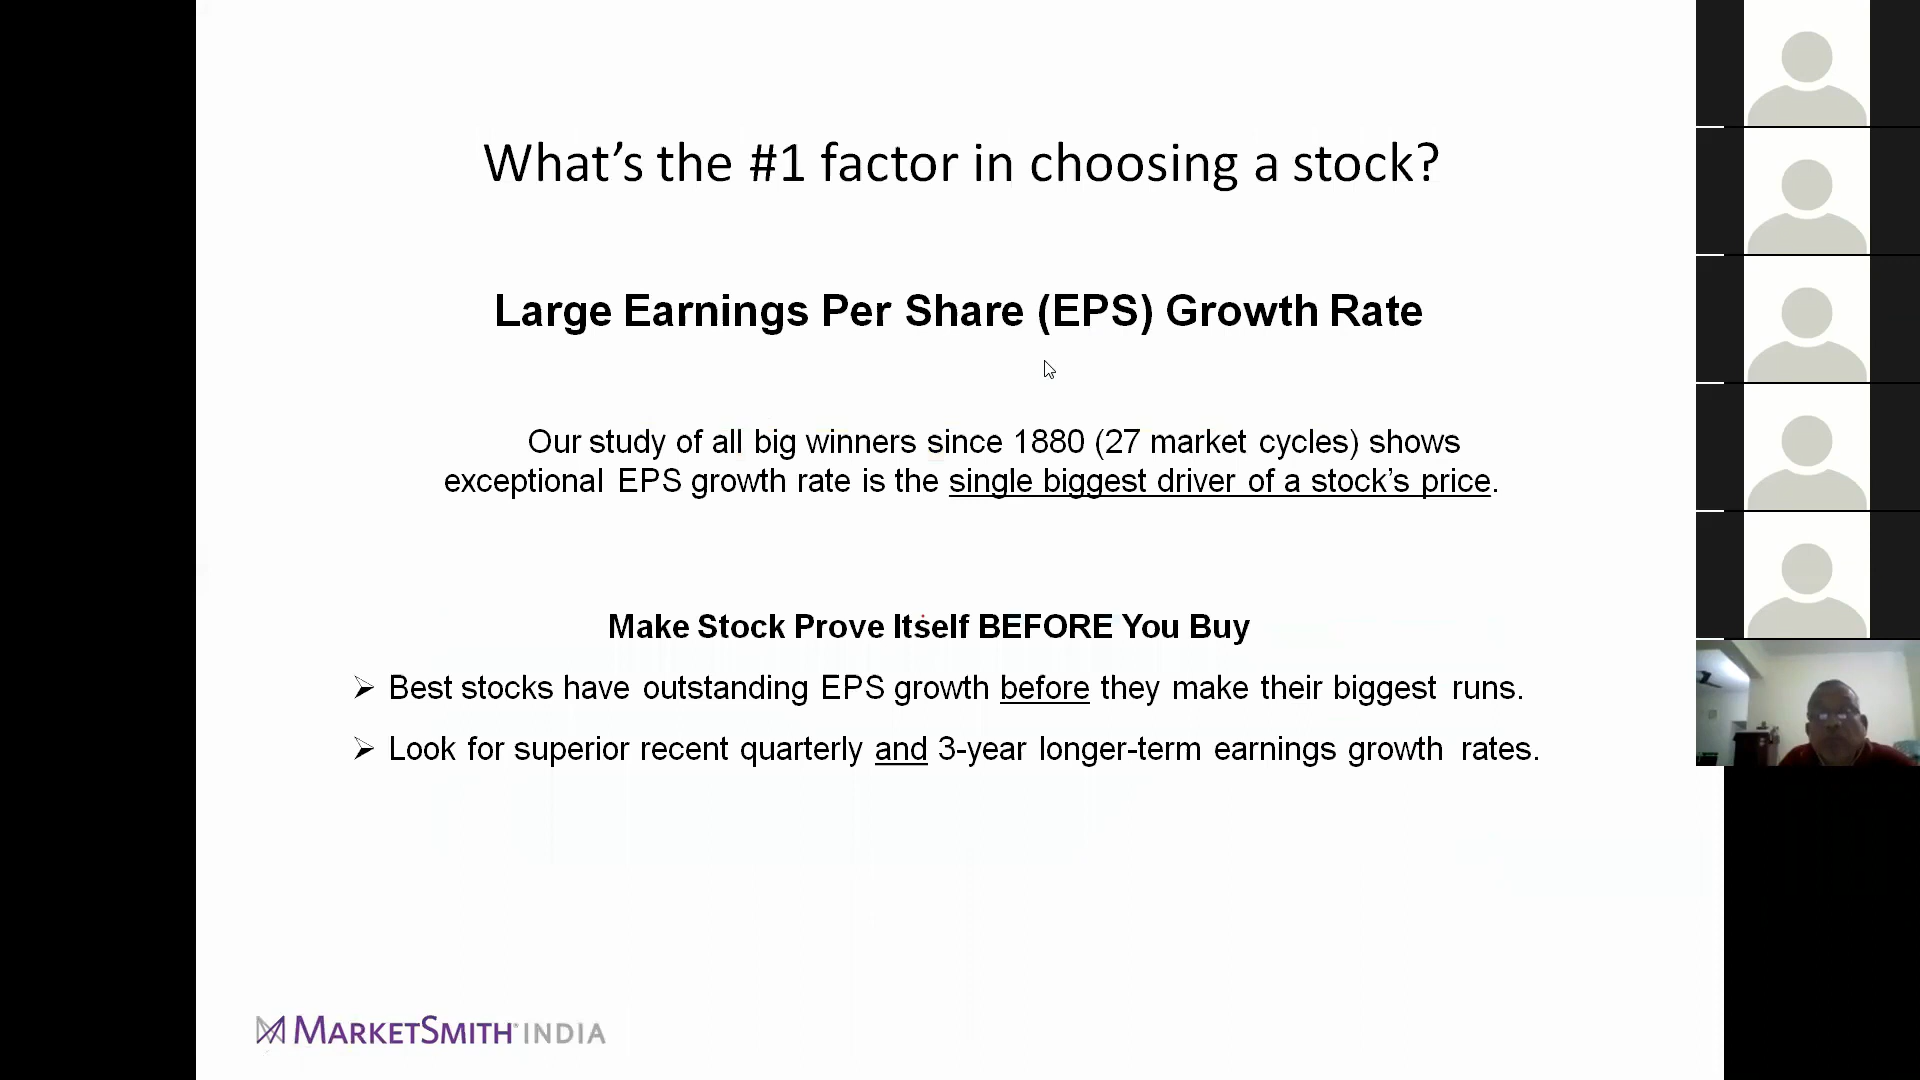 What’s the #1 factor in choosing a stock?
Large Earnings Per Share (EPS) Growth Rate
Our study of all big winners since 1880 (27 market cycles) shows
exceptional EPS growth rate is the single biggest driver of a stock’s price.
Make Stock Prove Itself BEFORE You Buy
➢ Best stocks have outstanding EPS growth before they make their biggest runs.
➢ Look for superior recent quarterly and 3-year longer-term earnings growth rates.
MARKETSMITH INDIA